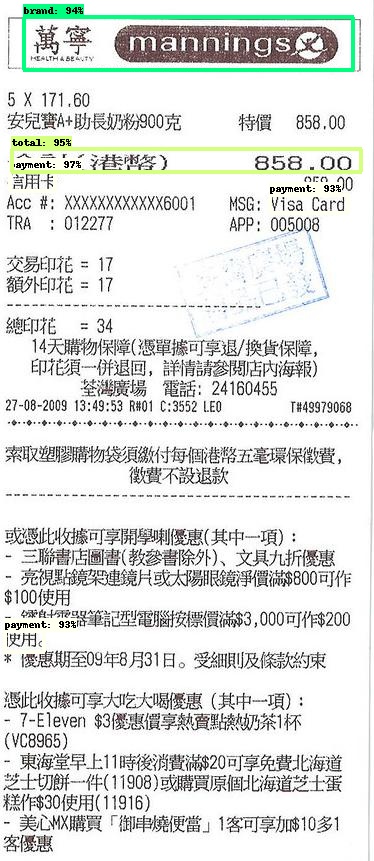 brand: 94%
萬寧
HEALTH & BEAUTY
mannings
5 X 171.60
安兒寶A+助長奶粉900克 特價 858.00
total: 95%
(港幣) 858.00
payment: 97%
payment: 93%
信用卡 858.00
Acc #: XXXXXXXXXXXX6001 MSG: Visa Card
TRA : 012277 APP: 005008
交易印花 = 17
額外印花 = 17
總印花 = 34
14天購物保障(憑單據可享退/換貨保障,
印花須一併退回, 詳情請參閱店內海報)
荃灣廣場 電話: 24160455
27-08-2009 13:49:53 R#01 C:3552 LEO T#49979068
索取塑膠購物袋須繳付每個港幣五毫環保徵費,
徵費不設退款
或憑此收據可享開學喇優惠(其中一項):
- 三聯書店圖書(教參書除外)、文具九折優惠
- 亮視點鏡架連鏡片或太陽眼鏡淨價滿$800可作
$100使用
筆記型電腦按標價滿$3,000可作$200
使用。
payment: 93%
* 優惠期至09年8月31日。受細則及條款約束
憑此收據可享大吃大喝優惠 (其中一項):
- 7-Eleven $3優惠價享熱賣點熱奶茶1杯
(VC8965)
- 東海堂早上11時後消費滿$20可享免費北海道
芝士切餅一件(11908)或購買原個北海道芝士蛋
糕作$30使用(11916)
- 美心MX購買「御串燒便當」1客可享加$10多1
客優惠